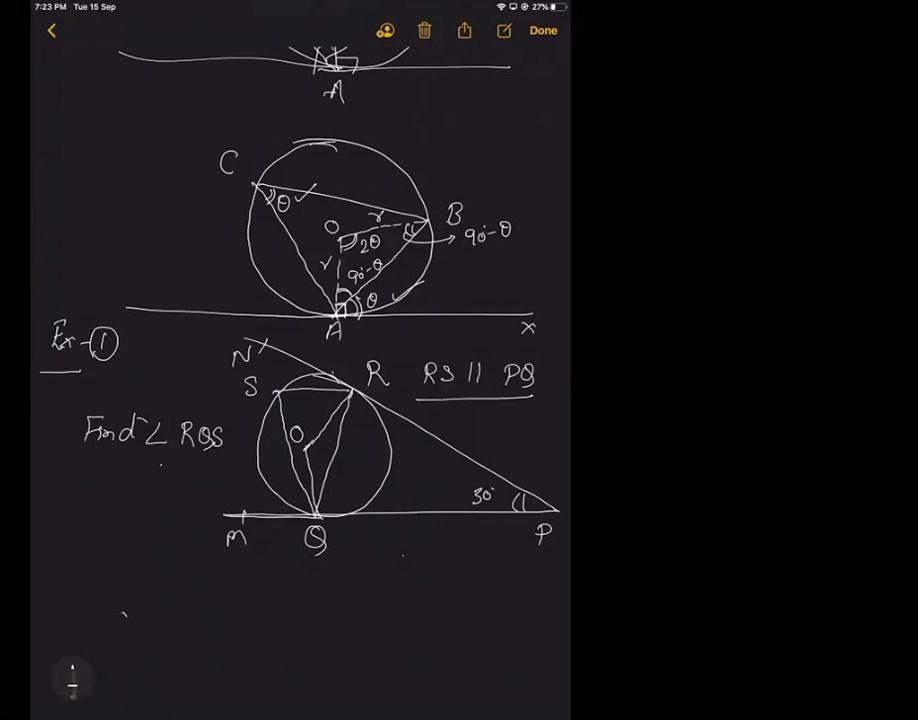 7:23 PM Tue 15 Sep
27%
Done
A
C
θ
B
O
r
2θ
90°-θ
r
90°-θ
θ
A
x
Ex-①
N
S
R
RS || PQ
Find ∠ RQS
O
30°
M
Q
P